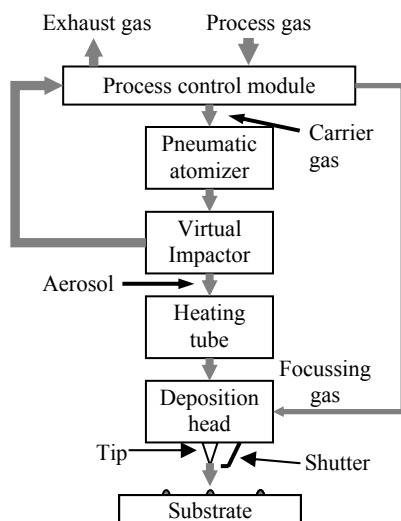 Exhaust gas
Process gas
Process control module
Carrier
gas
Pneumatic
atomizer
Virtual
Impactor
Aerosol
Heating
tube
Focussing
gas
Deposition
head
Tip
Shutter
Substrate